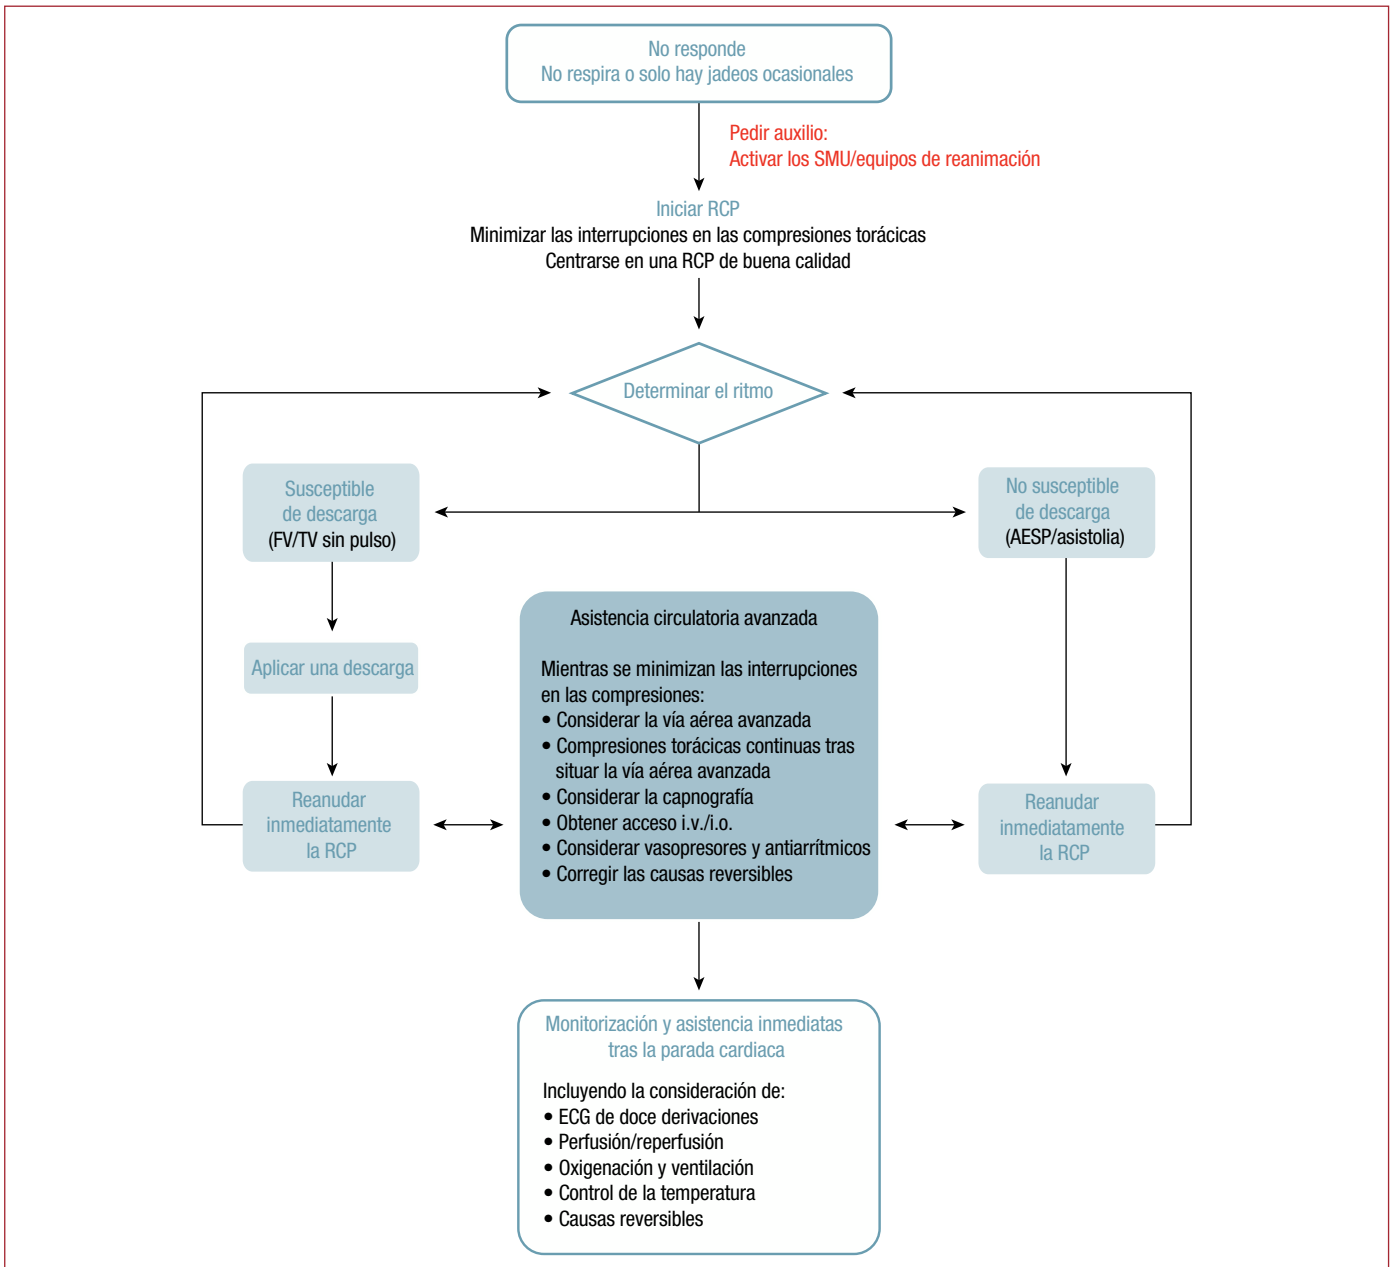 No responde
No respira o solo hay jadeos ocasionales
Pedir auxilio:
Activar los SMU/equipos de reanimación
Iniciar RCP
Minimizar las interrupciones en las compresiones torácicas
Centrarse en una RCP de buena calidad
Determinar el ritmo
Susceptible
de descarga
(FV/TV sin pulso)
Aplicar una descarga
Reanudar
inmediatamente
la RCP
No susceptible
de descarga
(AESP/asistolia)
Reanudar
inmediatamente
la RCP
Asistencia circulatoria avanzada
Mientras se minimizan las interrupciones
en las compresiones:
• Considerar la vía aérea avanzada
• Compresiones torácicas continuas tras
situar la vía aérea avanzada
• Considerar la capnografía
• Obtener acceso i.v./i.o.
• Considerar vasopresores y antiarrítmicos
• Corregir las causas reversibles
Monitorización y asistencia inmediatas
tras la parada cardiaca
Incluyendo la consideración de:
• ECG de doce derivaciones
• Perfusión/reperfusión
• Oxigenación y ventilación
• Control de la temperatura
• Causas reversibles